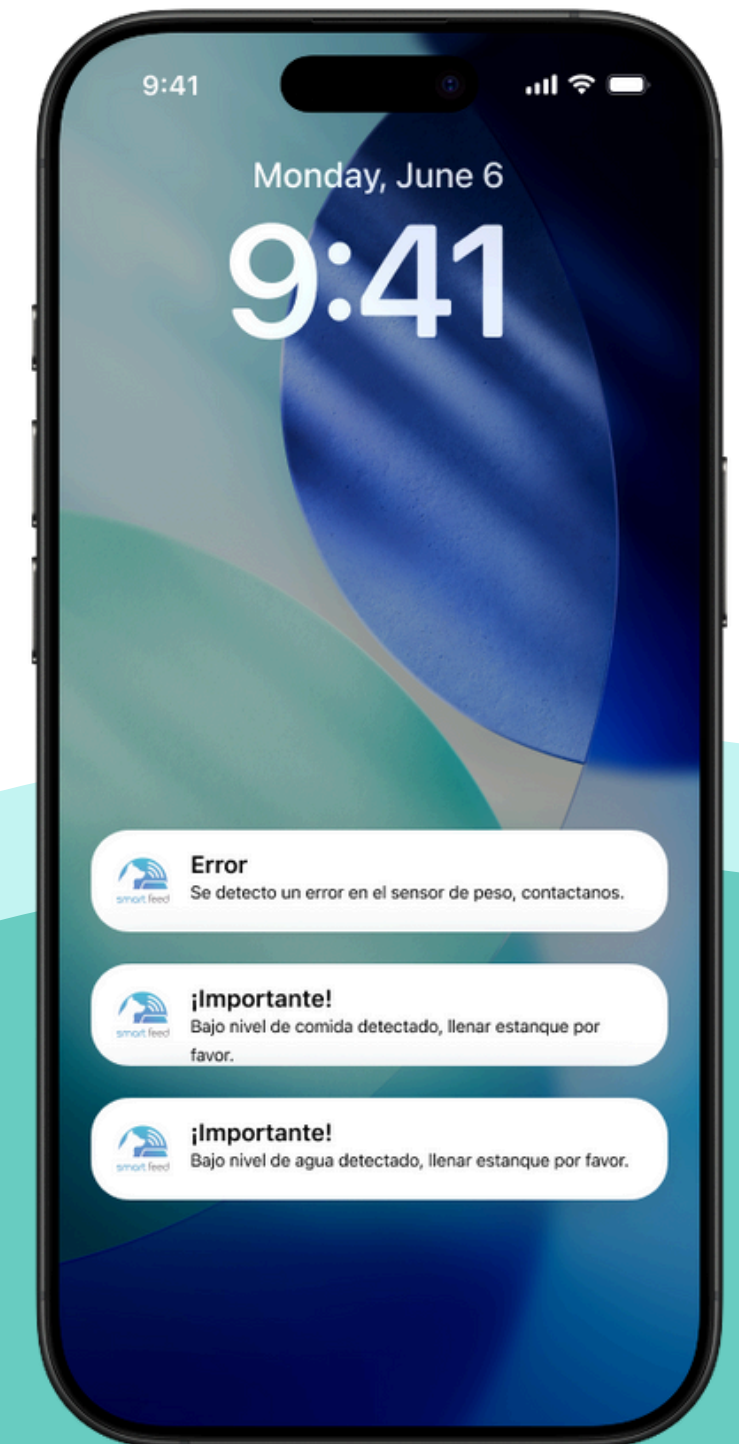 9:41
Monday, June 6
9:41
Error
smart feed
Se detecto un error en el sensor de peso, contactanos.
¡Importante!
smart feed
Bajo nivel de comida detectado, llenar estanque por
favor.
¡Importante!
smart feed
Bajo nivel de agua detectado, llenar estanque por favor.